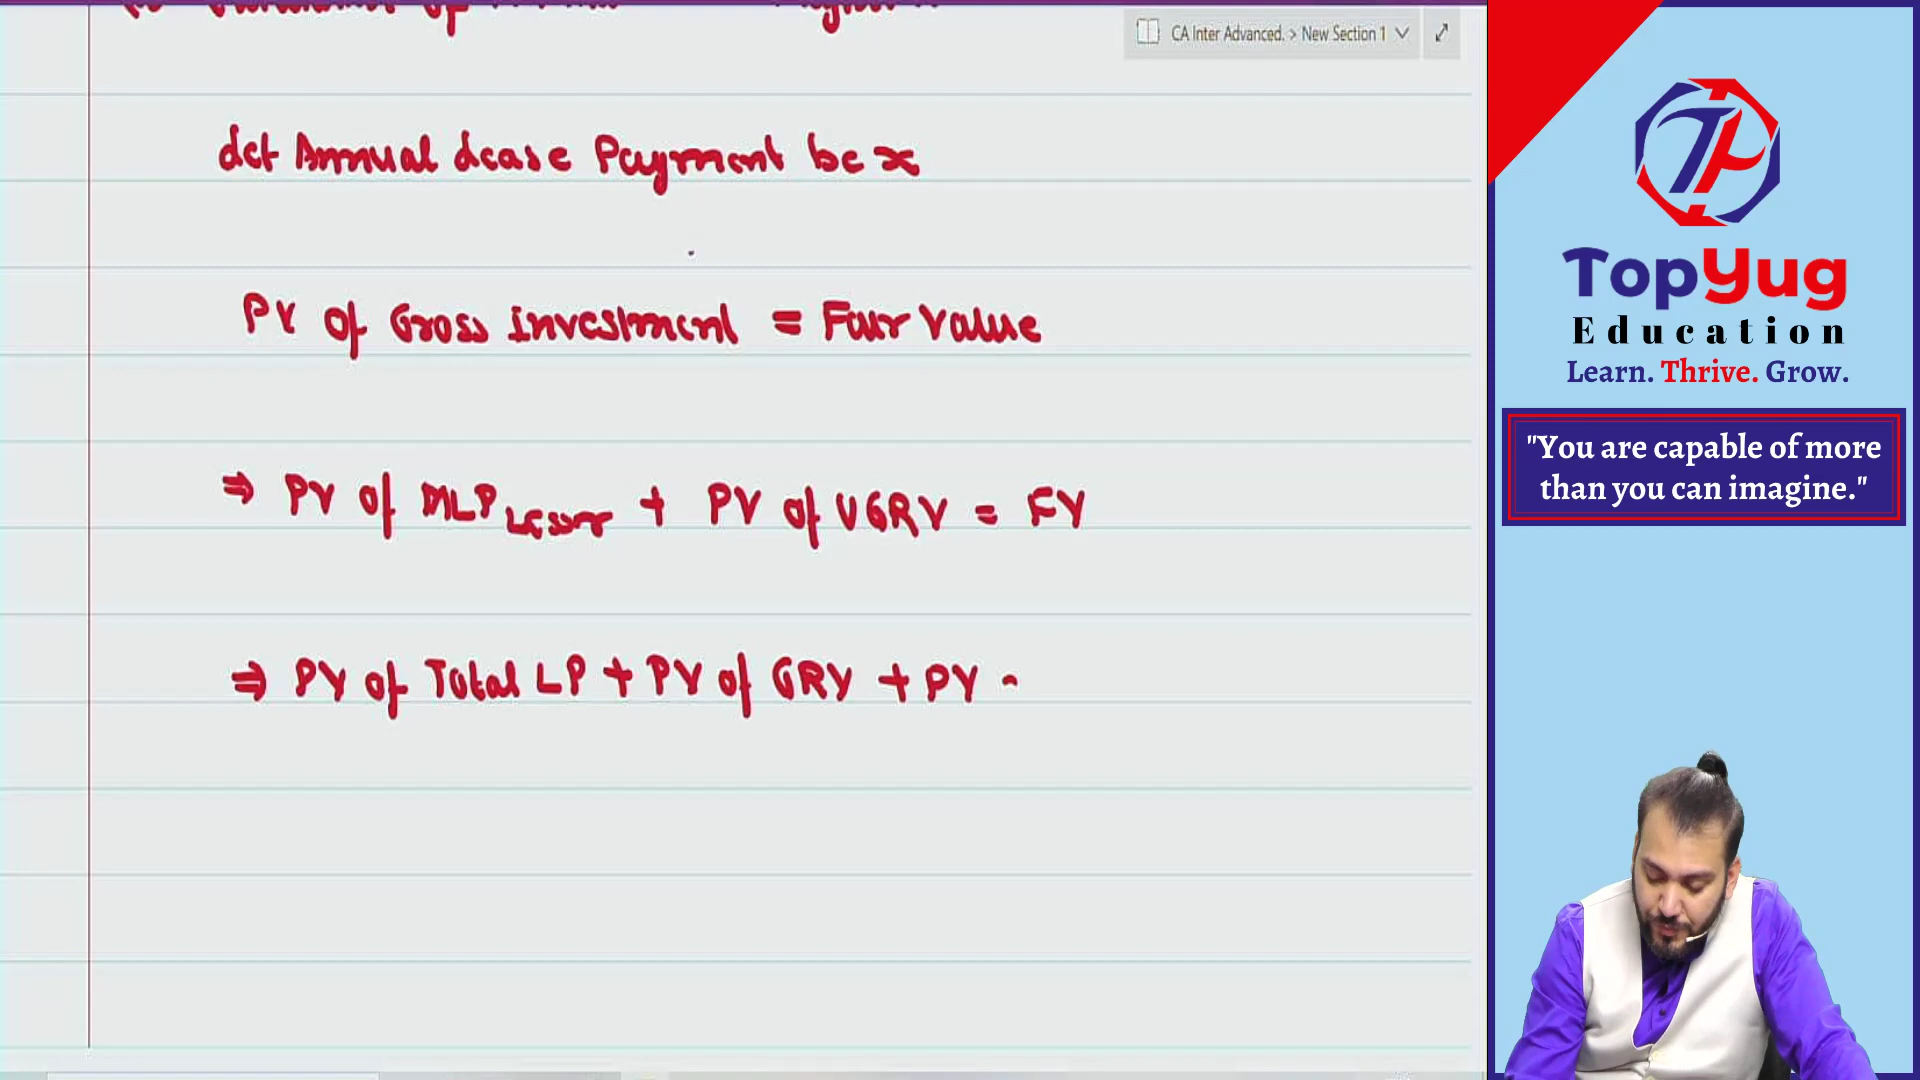 CA Inter Advanced. > New Section 1
Let Annual Lease Payment be x
PV of Gross Investment = Fair Value
⇒ PV of MLP Lessor + PV of UGRV = FV
⇒ PV of Total LP + PV of GRV + PV
TopYug
Education
Learn. Thrive. Grow.
"You are capable of more
than you can imagine."